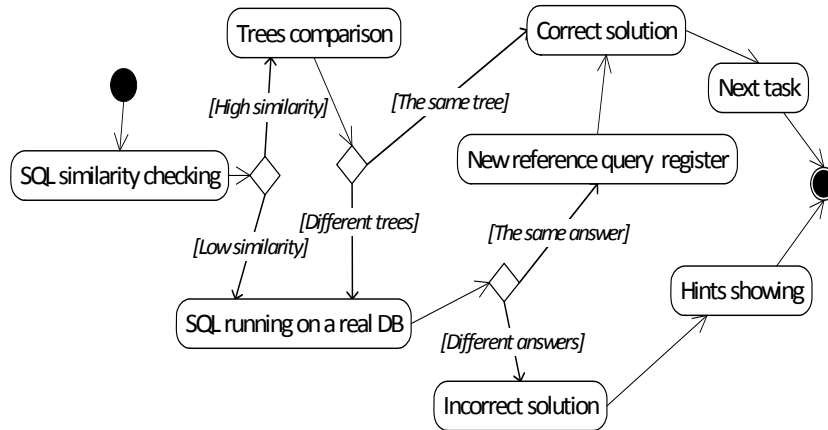 Trees comparison
Correct solution
[High similarity]
[The same tree]
Next task
SQL similarity checking
New reference query register
[Different trees]
[The same answer]
[Low similarity]
Hints showing
SQL running on a real DB
[Different answers]
Incorrect solution